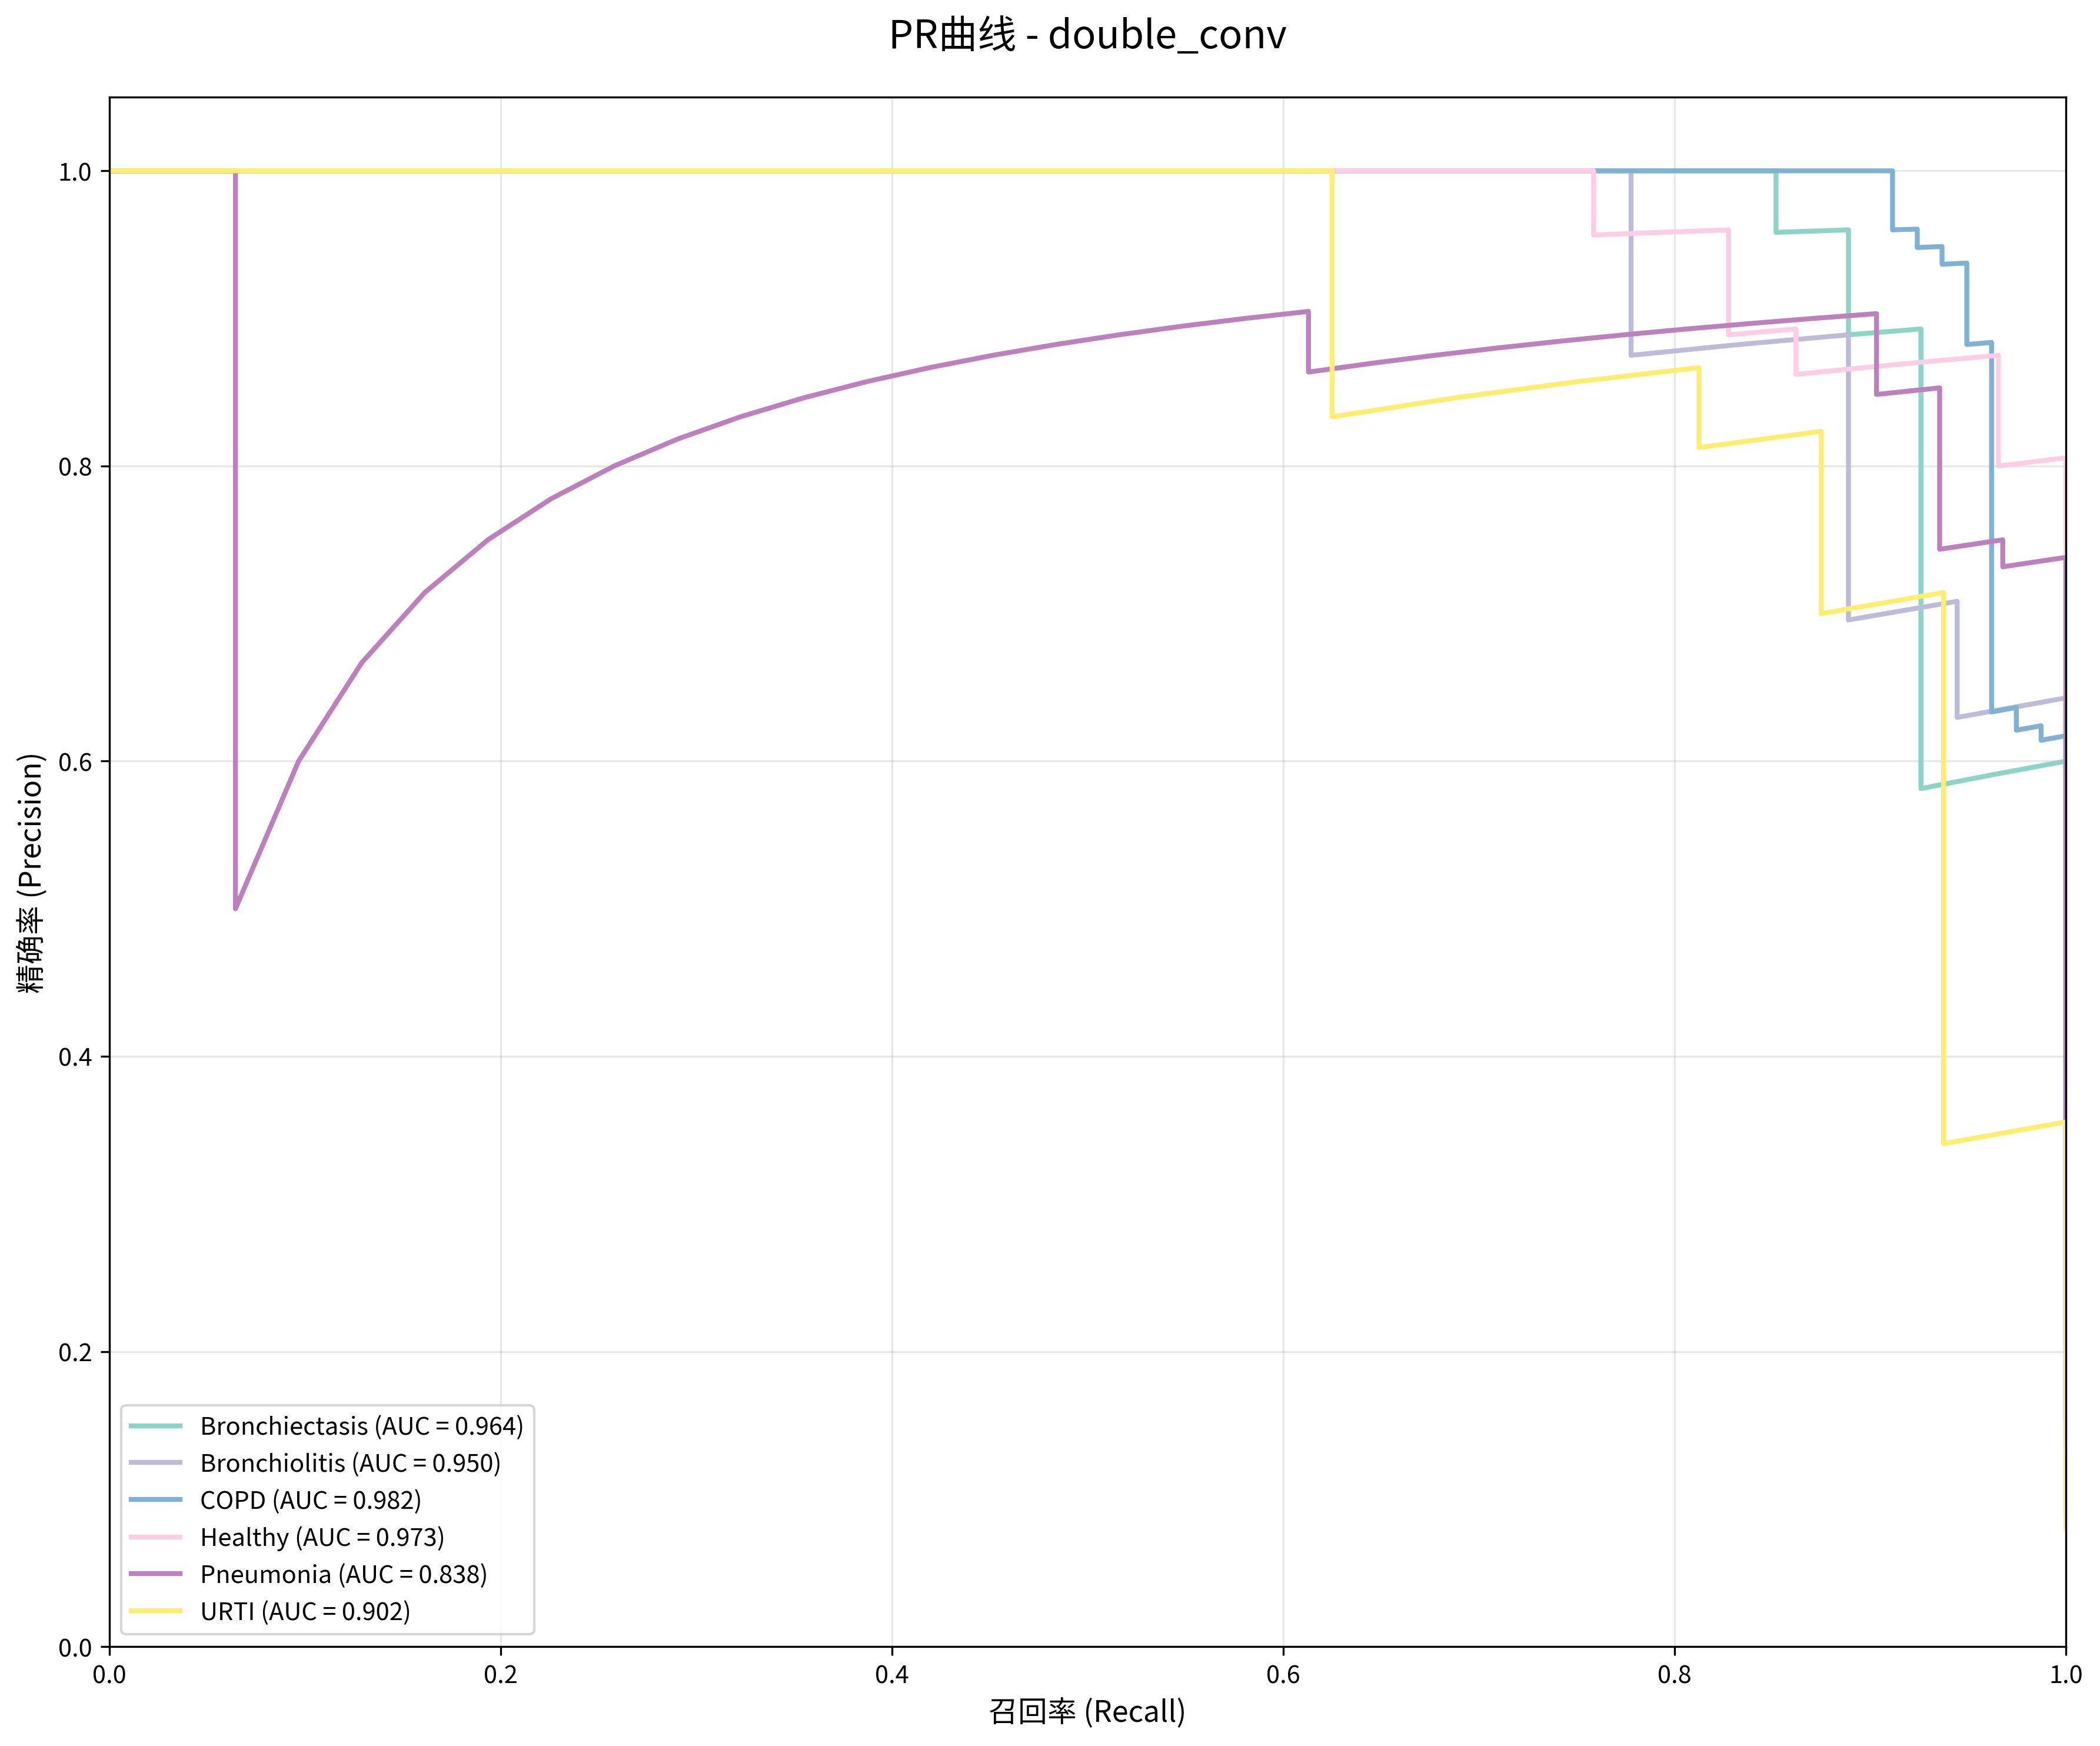 PR曲线 - double_conv
精确率 (Precision)
1.0
0.8
0.6
0.4
0.2
0.0
Bronchiectasis (AUC = 0.964)
Bronchiolitis (AUC = 0.950)
COPD (AUC = 0.982)
Healthy (AUC = 0.973)
Pneumonia (AUC = 0.838)
URTI (AUC = 0.902)
0.0 0.2 0.4 0.6 0.8 1.0
召回率 (Recall)